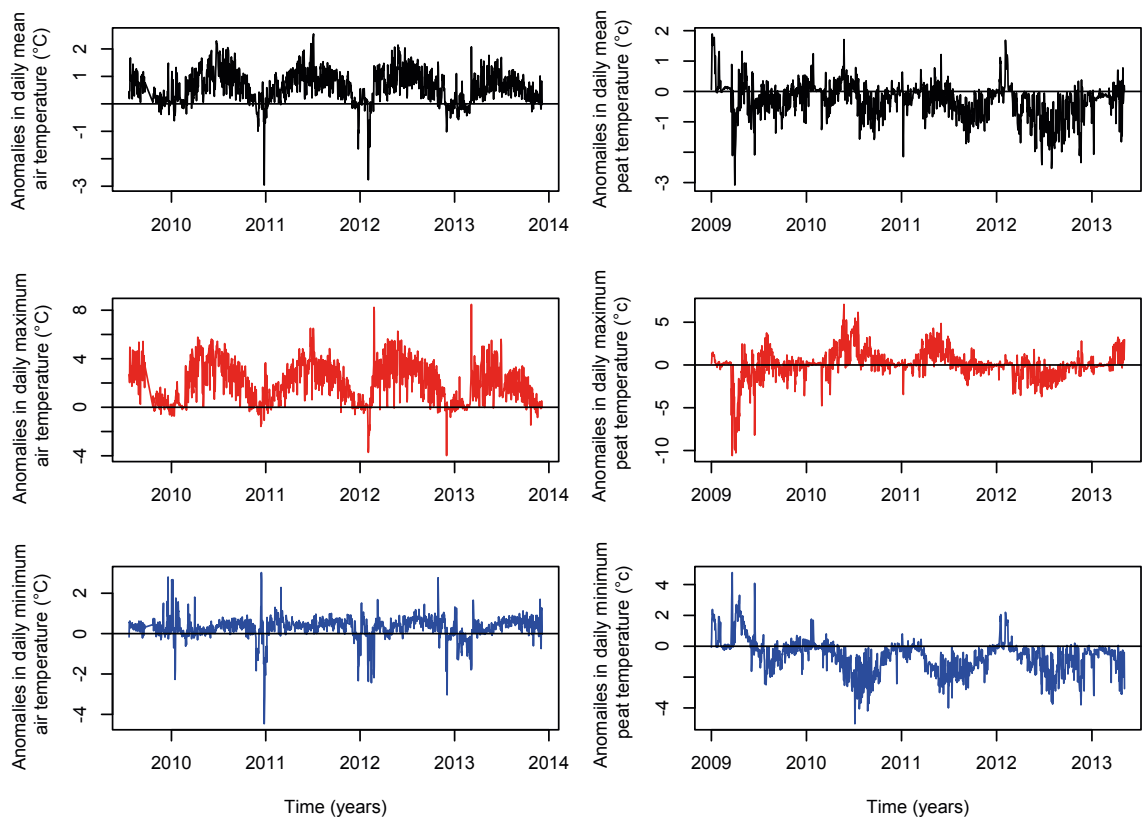 Anomalies in daily mean
air temperature (°C)
2
1
-1
-3
2010 2011 2012 2013 2014
Anomailes in daily mean
peat temperature (°c)
2
0
-1
-3
2009 2010 2011 2012 2013
Anomalies in daily maximum
air temperature (°C)
8
4
0
-4
2010 2011 2012 2013 2014
Anomailes in daily maximum
peat temperature (°c)
5
0
-5
-10
2009 2010 2011 2012 2013
Anomalies in daily minimum
air temperature (°C)
2
0
-2
-4
2010 2011 2012 2013 2014
Time (years)
Anomailes in daily minimum
peat temperature (°c)
4
2
0
-4
2009 2010 2011 2012 2013
Time (years)